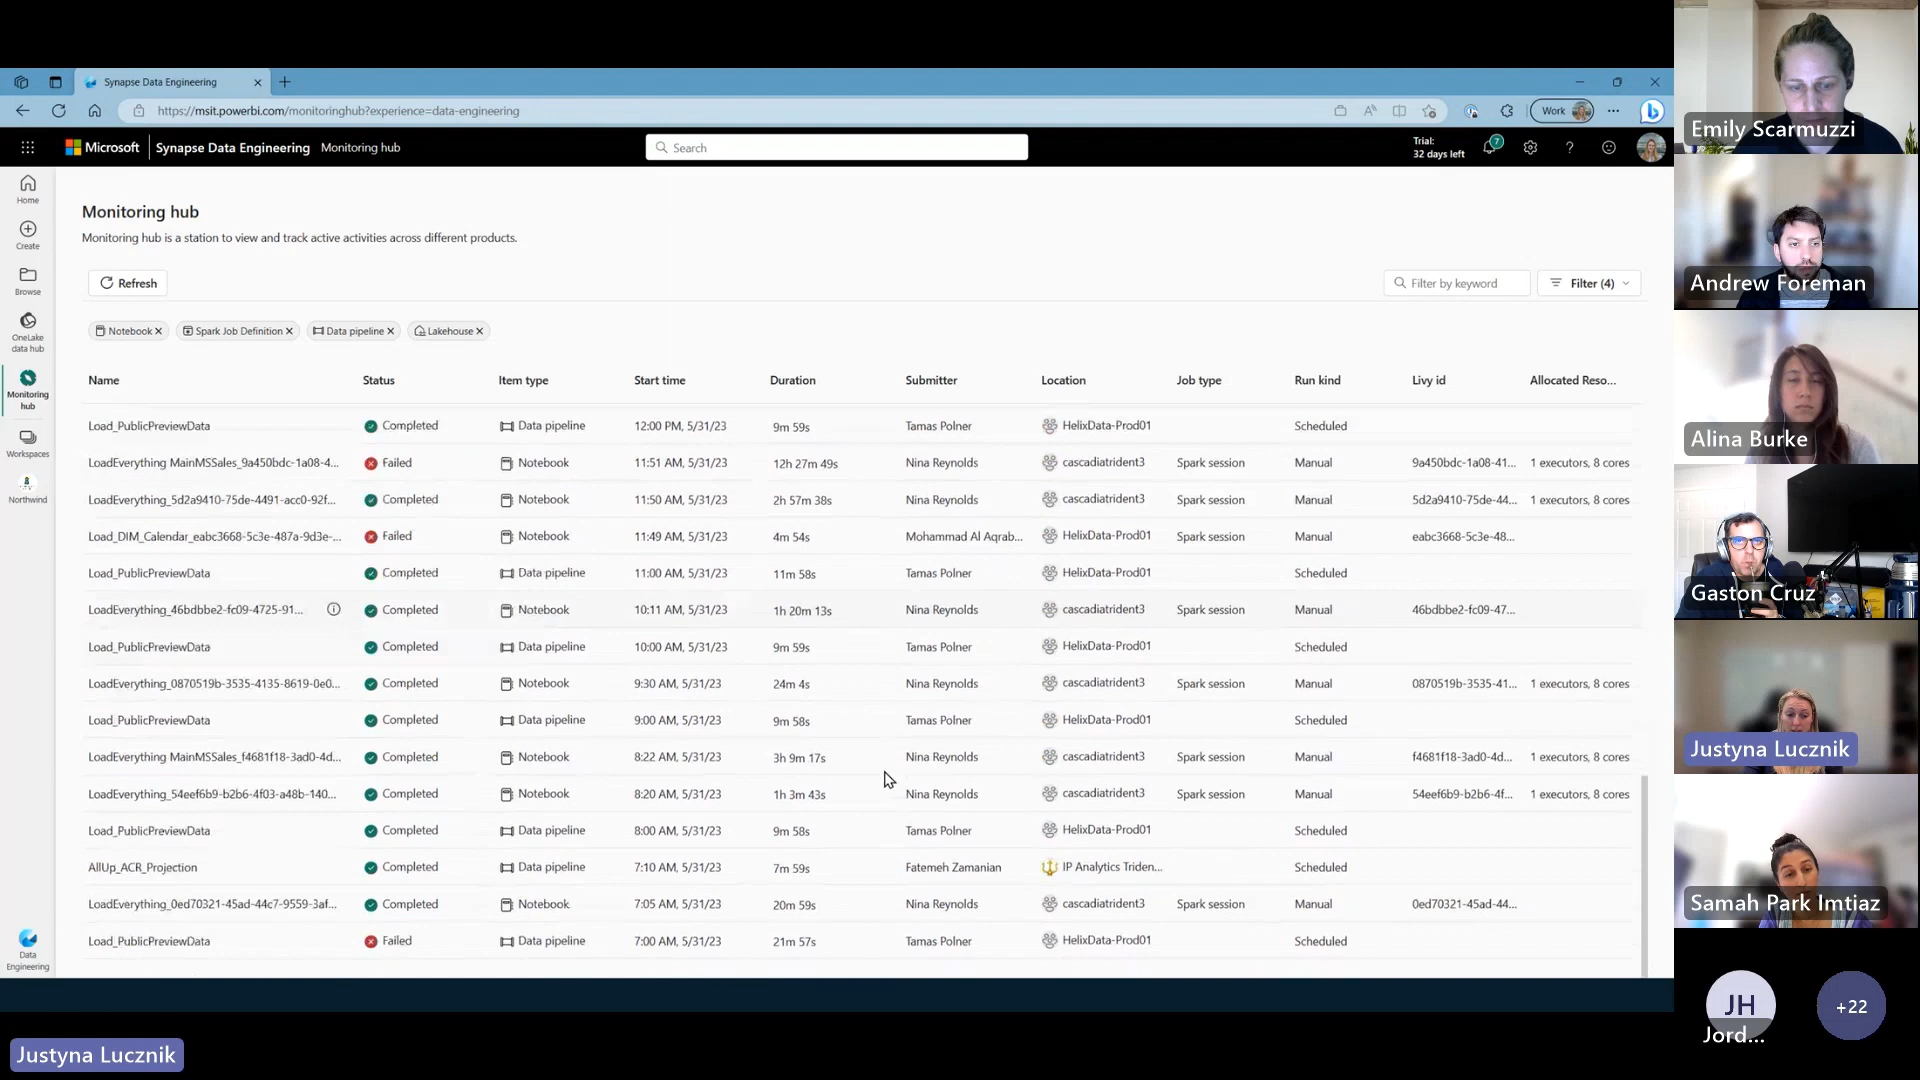 Synapse Data Engineering
https://msit.powerbi.com/monitoringhub?experience=data-engineering
Work
Microsoft Synapse Data Engineering Monitoring hub
Search
Trial:
32 days left
7
Home
Create
Browse
OneLake
data hub
Monitoring
hub
Workspaces
Northwind
Data
Engineering
Monitoring hub
Monitoring hub is a station to view and track active activities across different products.
Refresh
Filter by keyword
Filter (4)
Notebook Spark Job Definition Data pipeline Lakehouse
Name Status Item type Start time Duration Submitter Location Job type Run kind Livy id Allocated Reso...
Load_PublicPreviewData Completed Data pipeline 12:00 PM, 5/31/23 9m 59s Tamas Polner HelixData-Prod01 Scheduled
LoadEverything MainMSSales_9a450bdc-1a08-4... Failed Notebook 11:51 AM, 5/31/23 12h 27m 49s Nina Reynolds cascadiatrident3 Spark session Manual 9a450bdc-1a08-41... 1 executors, 8 cores
LoadEverything_5d2a9410-75de-4491-acc0-92f... Completed Notebook 11:50 AM, 5/31/23 2h 57m 38s Nina Reynolds cascadiatrident3 Spark session Manual 5d2a9410-75de-44... 1 executors, 8 cores
Load_DIM_Calendar_eabc3668-5c3e-487a-9d3e-... Failed Notebook 11:49 AM, 5/31/23 4m 54s Mohammad Al Aqrab... HelixData-Prod01 Spark session Manual eabc3668-5c3e-48...
Load_PublicPreviewData Completed Data pipeline 11:00 AM, 5/31/23 11m 58s Tamas Polner HelixData-Prod01 Scheduled
LoadEverything_46bdbbe2-fc09-4725-91... Completed Notebook 10:11 AM, 5/31/23 1h 20m 13s Nina Reynolds cascadiatrident3 Spark session Manual 46bdbbe2-fc09-47...
Load_PublicPreviewData Completed Data pipeline 10:00 AM, 5/31/23 9m 59s Tamas Polner HelixData-Prod01 Scheduled
LoadEverything_0870519b-3535-4135-8619-0e0... Completed Notebook 9:30 AM, 5/31/23 24m 4s Nina Reynolds cascadiatrident3 Spark session Manual 0870519b-3535-41... 1 executors, 8 cores
Load_PublicPreviewData Completed Data pipeline 9:00 AM, 5/31/23 9m 58s Tamas Polner HelixData-Prod01 Scheduled
LoadEverything MainMSSales_f4681f18-3ad0-4d... Completed Notebook 8:22 AM, 5/31/23 3h 9m 17s Nina Reynolds cascadiatrident3 Spark session Manual f4681f18-3ad0-4d... 1 executors, 8 cores
LoadEverything_54eef6b9-b2b6-4f03-a48b-140... Completed Notebook 8:20 AM, 5/31/23 1h 3m 43s Nina Reynolds cascadiatrident3 Spark session Manual 54eef6b9-b2b6-4f... 1 executors, 8 cores
Load_PublicPreviewData Completed Data pipeline 8:00 AM, 5/31/23 9m 58s Tamas Polner HelixData-Prod01 Scheduled
AllUp_ACR_Projection Completed Data pipeline 7:10 AM, 5/31/23 7m 59s Fatemeh Zamanian IP Analytics Triden... Scheduled
LoadEverything_0ed70321-45ad-44c7-9559-3af... Completed Notebook 7:05 AM, 5/31/23 20m 59s Nina Reynolds cascadiatrident3 Spark session Manual 0ed70321-45ad-44...
Load_PublicPreviewData Failed Data pipeline 7:00 AM, 5/31/23 21m 57s Tamas Polner HelixData-Prod01 Scheduled
Emily Scarmuzzi
Andrew Foreman
Alina Burke
Gaston Cruz
Justyna Lucznik
Samah Park Imtiaz
JH
Jord...
+22
Justyna Lucznik